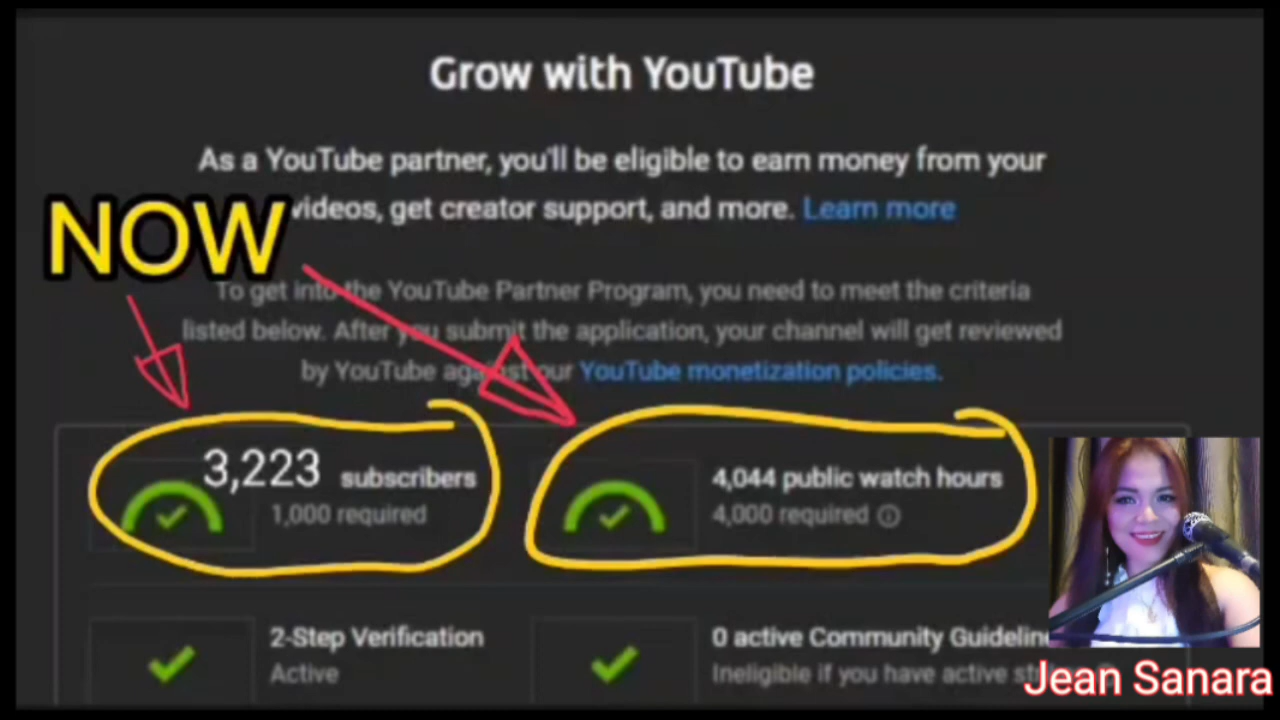 Grow with YouTube
As a YouTube partner, you'll be eligible to earn money from your
videos, get creator support, and more. Learn more
NOW
To get into the YouTube Partner Program, you need to meet the criteria
listed below. After you submit the application, your channel will get reviewed
by YouTube against our YouTube monetization policies.
3,223 subscribers
1,000 required
4,044 public watch hours
4,000 required
2-Step Verification
Active
0 active Community Guideline
Ineligible if you have active
Jean Sanara